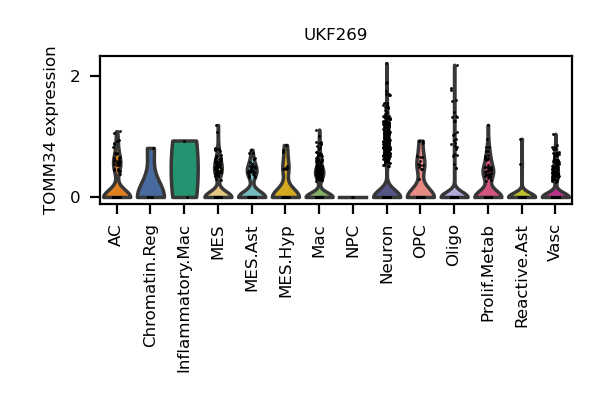 UKF269
TOMM34 expression
2
0
AC
Chromatin.Reg
Inflammatory.Mac
MES
MES.Ast
MES.Hyp
Mac
NPC
Neuron
OPC
Oligo
Prolif.Metab
Reactive.Ast
Vasc